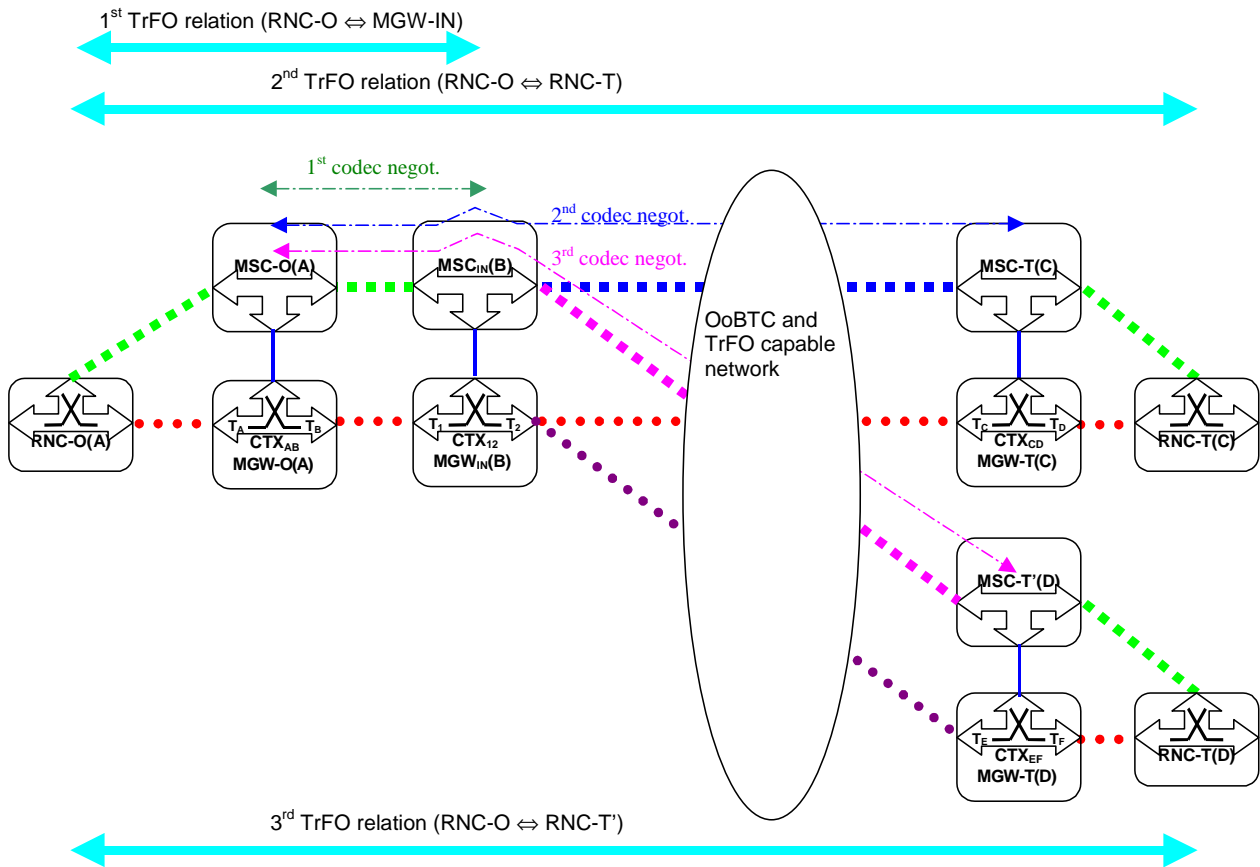 1st TrFO relation (RNC-O ⇔ MGW-IN)
2nd TrFO relation (RNC-O ⇔ RNC-T)
1st codec negot.
2nd codec negot.
3rd codec negot.
MSC-O(A)
MSCIN(B)
MSC-T(C)
OoBTC and
TrFO capable
network
RNC-O(A)
TA TB
CTXAB
MGW-O(A)
T1 T2
CTX12
MGWIN(B)
TC TD
CTXCD
MGW-T(C)
RNC-T(C)
MSC-T'(D)
TE TF
CTXEF
MGW-T(D)
RNC-T(D)
3rd TrFO relation (RNC-O ⇔ RNC-T')